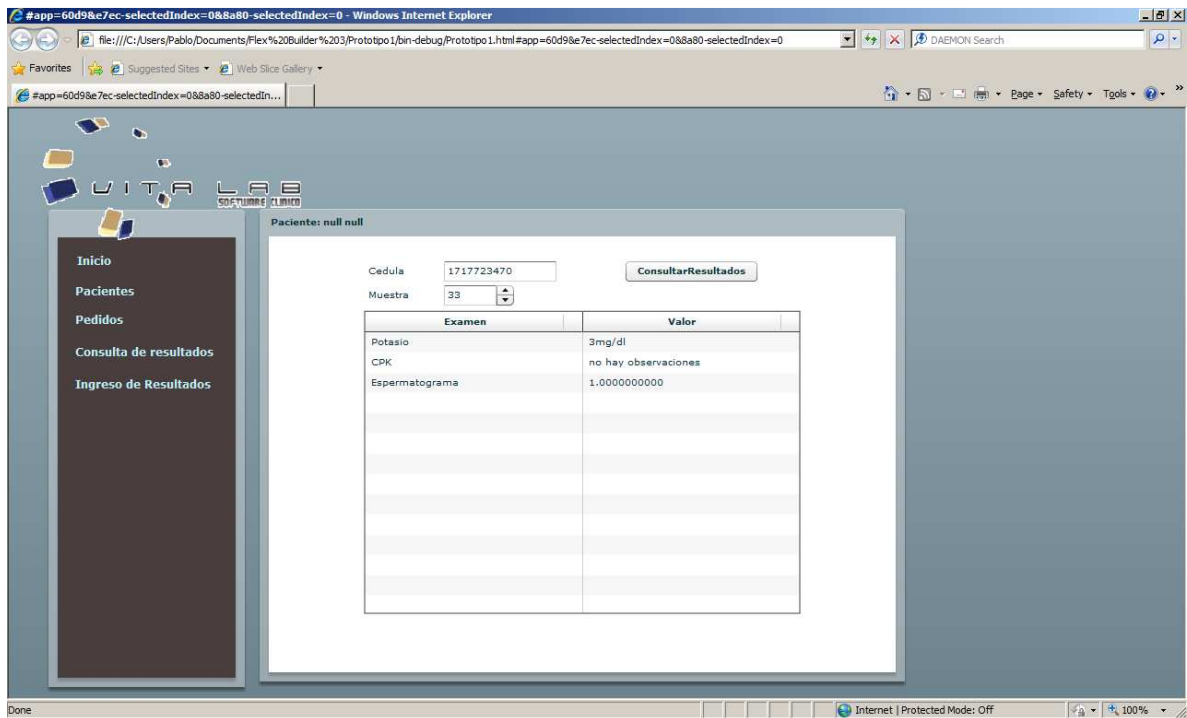 #app=60d9&e7ec-selectedIndex=0&8a80-selectedIndex=0 - Windows Internet Explorer
file:///C:/Users/Pablo/Documents/Flex%20Builder%203/Prototipo1/bin-debug/Prototipo1.html#app=60d9&e7ec-selectedIndex=0&8a80-selectedIndex=0
DAEMON Search
Favorites Suggested Sites Web Slice Gallery
#app=60d9&e7ec-selectedIndex=0&8a80-selectedIn...
Page Safety Tools
VITA LAB
SOFTWARE CLINICO
Paciente: null null
Inicio
Pacientes
Pedidos
Consulta de resultados
Ingreso de Resultados
Cedula 1717723470 ConsultarResultados
Muestra 33
Examen Valor
Potasio 3mg/dl
CPK no hay observaciones
Espermatograma 1.0000000000
Done Internet | Protected Mode: Off 100%